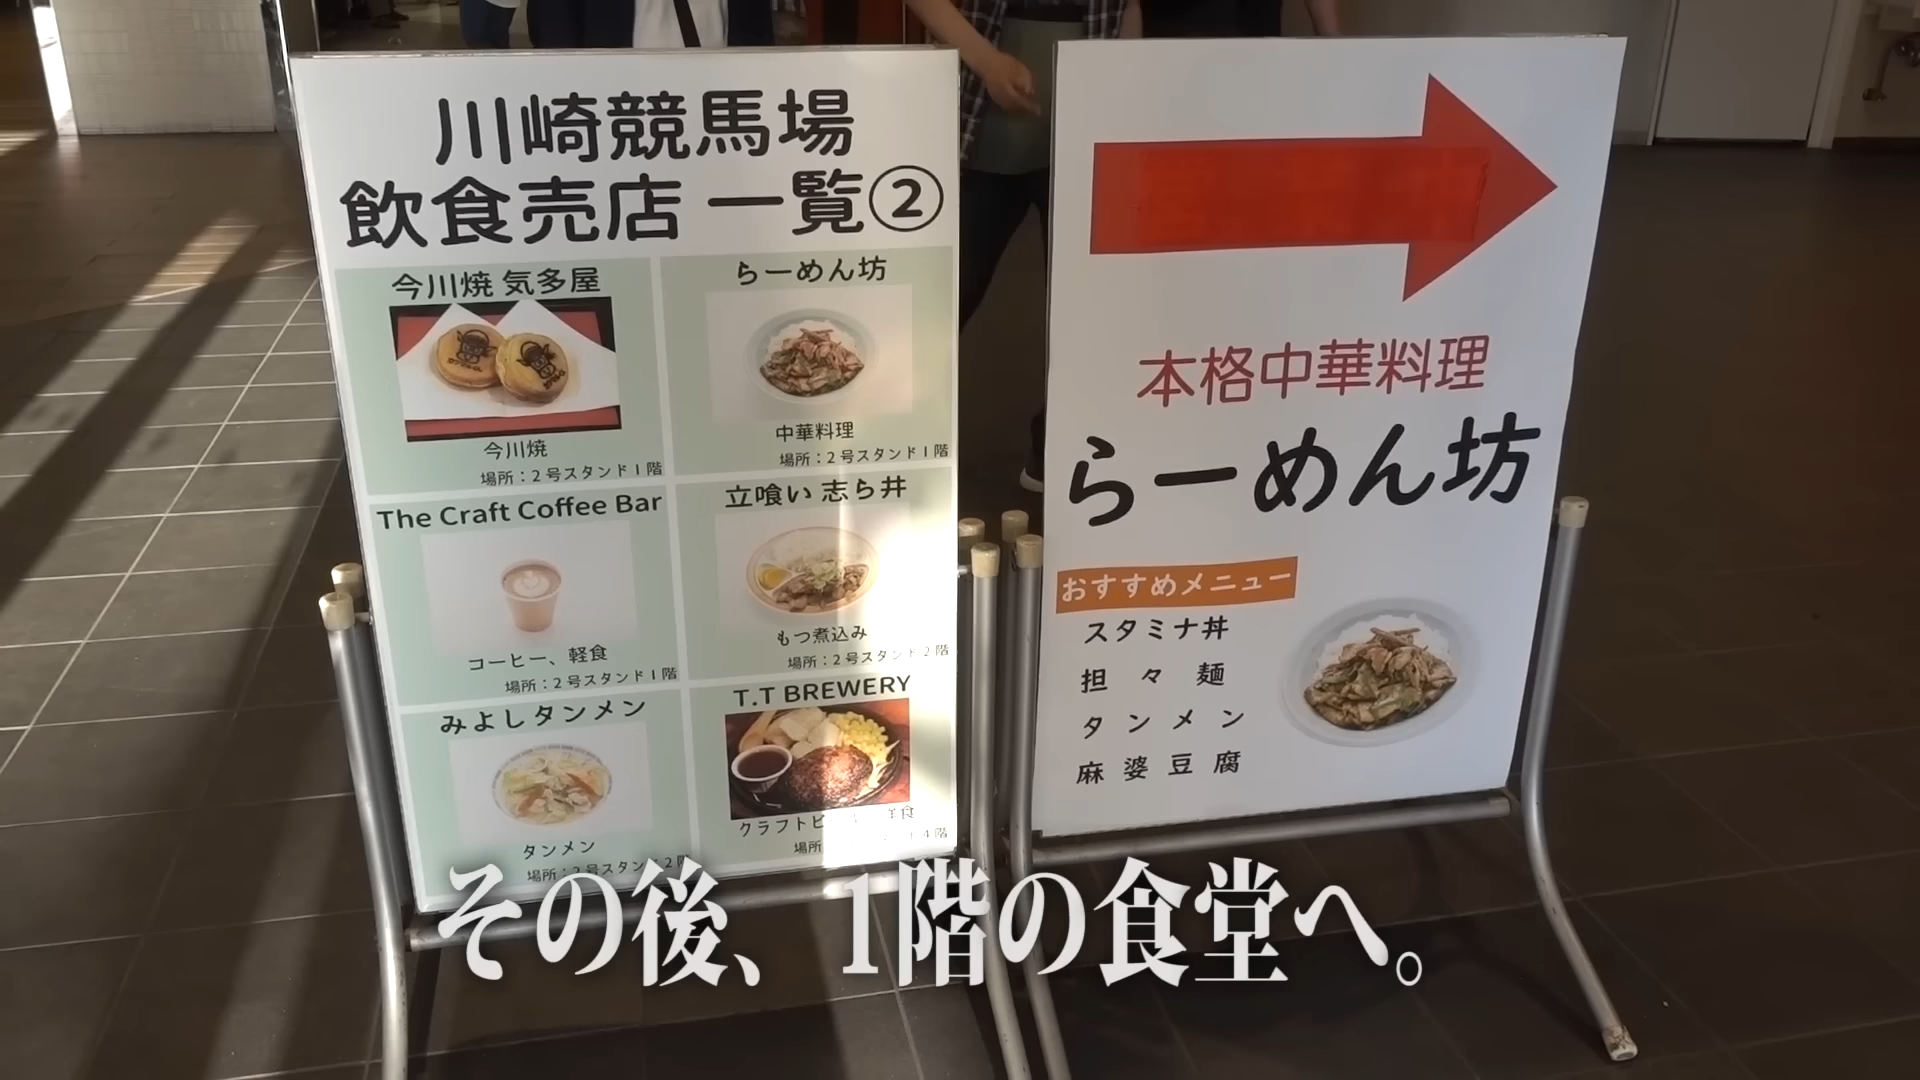 川崎競馬場
飲食売店 一覧②
今川焼 気多屋
今川焼
場所：2号スタンド1階
らーめん坊
中華料理
場所：2号スタンド1階
The Craft Coffee Bar
コーヒー、軽食
場所：2号スタンド1階
立喰い 志ら井
もつ煮込み
場所：2号スタンド2階
みよしタンメン
タンメン
場所：2号スタンド2階
T.T BREWERY
クラフトビ 洋食
場所 4階
本格中華料理
らーめん坊
おすすめメニュー
スタミナ丼
担々麺
タンメン
麻婆豆腐
その後、1階の食堂へ。